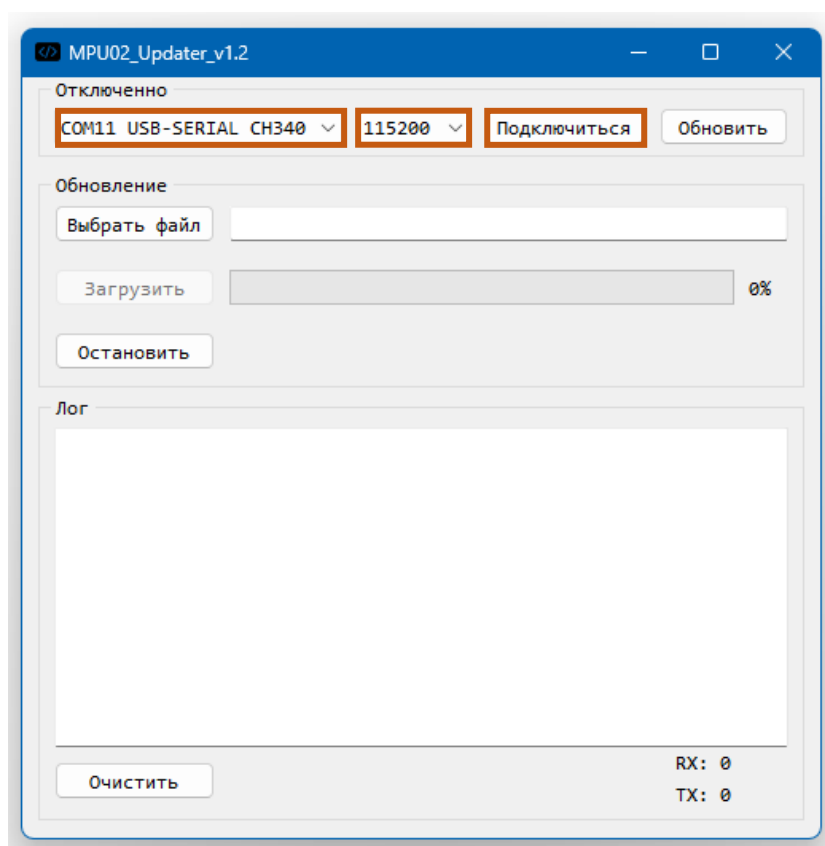 MPU02_Updater_v1.2
Отключенно
COM11 USB-SERIAL CH340 115200 Подключиться Обновить
Обновление
Выбрать файл
Загрузить 0%
Остановить
Лог
RX: 0
Очистить
TX: 0